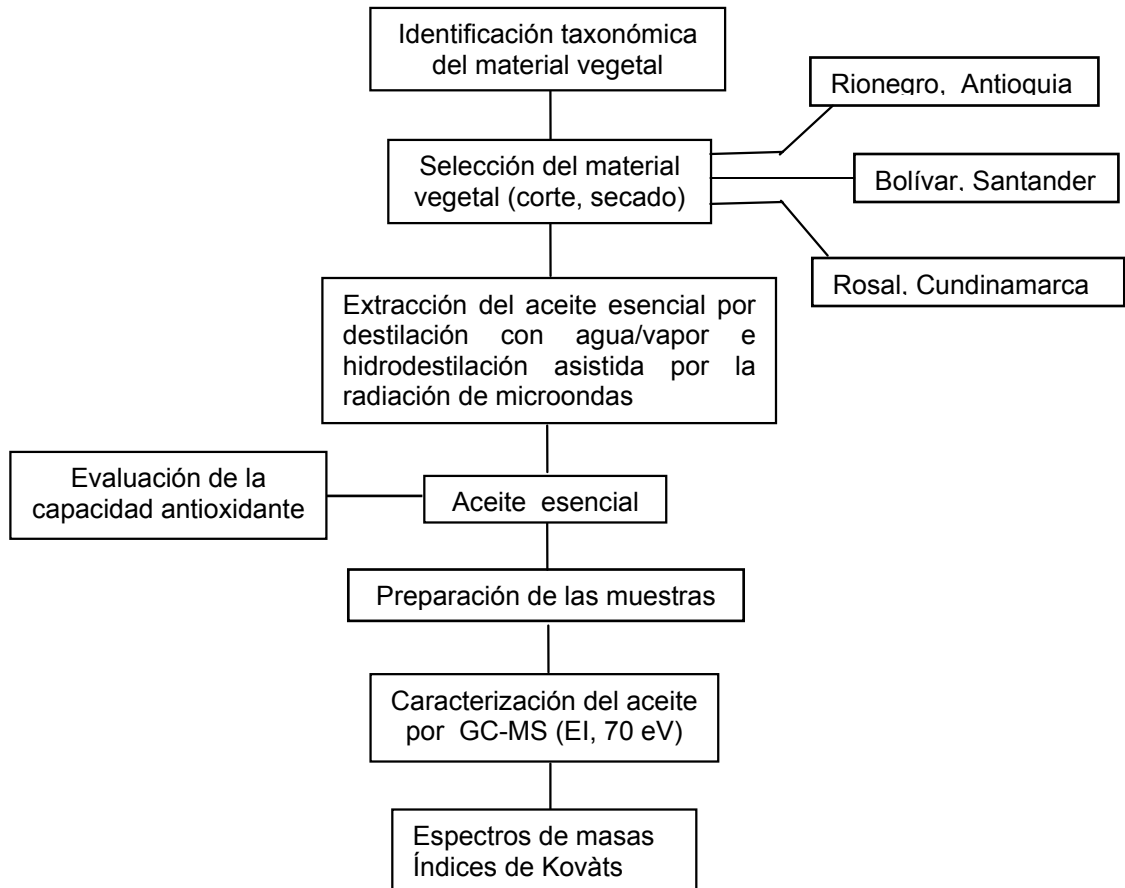 Identificación taxonómica
del material vegetal
Rionegro, Antioquia
Selección del material
vegetal (corte, secado)
Bolívar, Santander
Rosal, Cundinamarca
Extracción del aceite esencial por
destilación con agua/vapor e
hidrodestilación asistida por la
radiación de microondas
Evaluación de la
capacidad antioxidante
Aceite esencial
Preparación de las muestras
Caracterización del aceite
por GC-MS (EI, 70 eV)
Espectros de masas
Índices de Kovàts